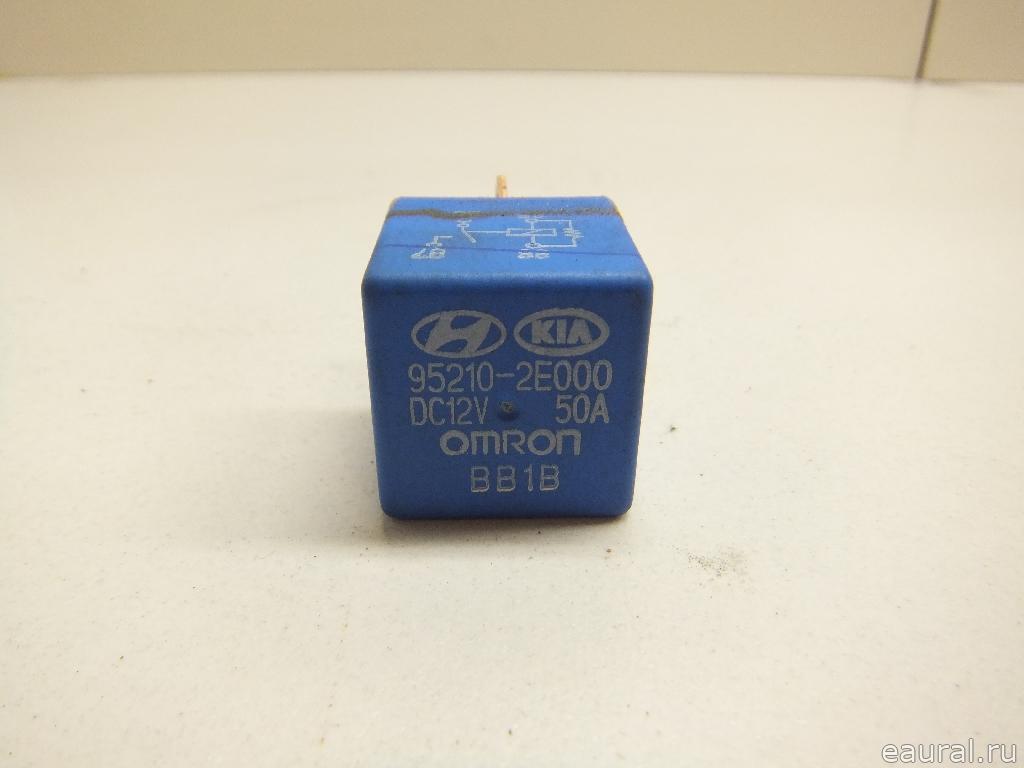 KIA
95210-2E000
DC12V 50A
OMRON
BB1B
eaural.ru